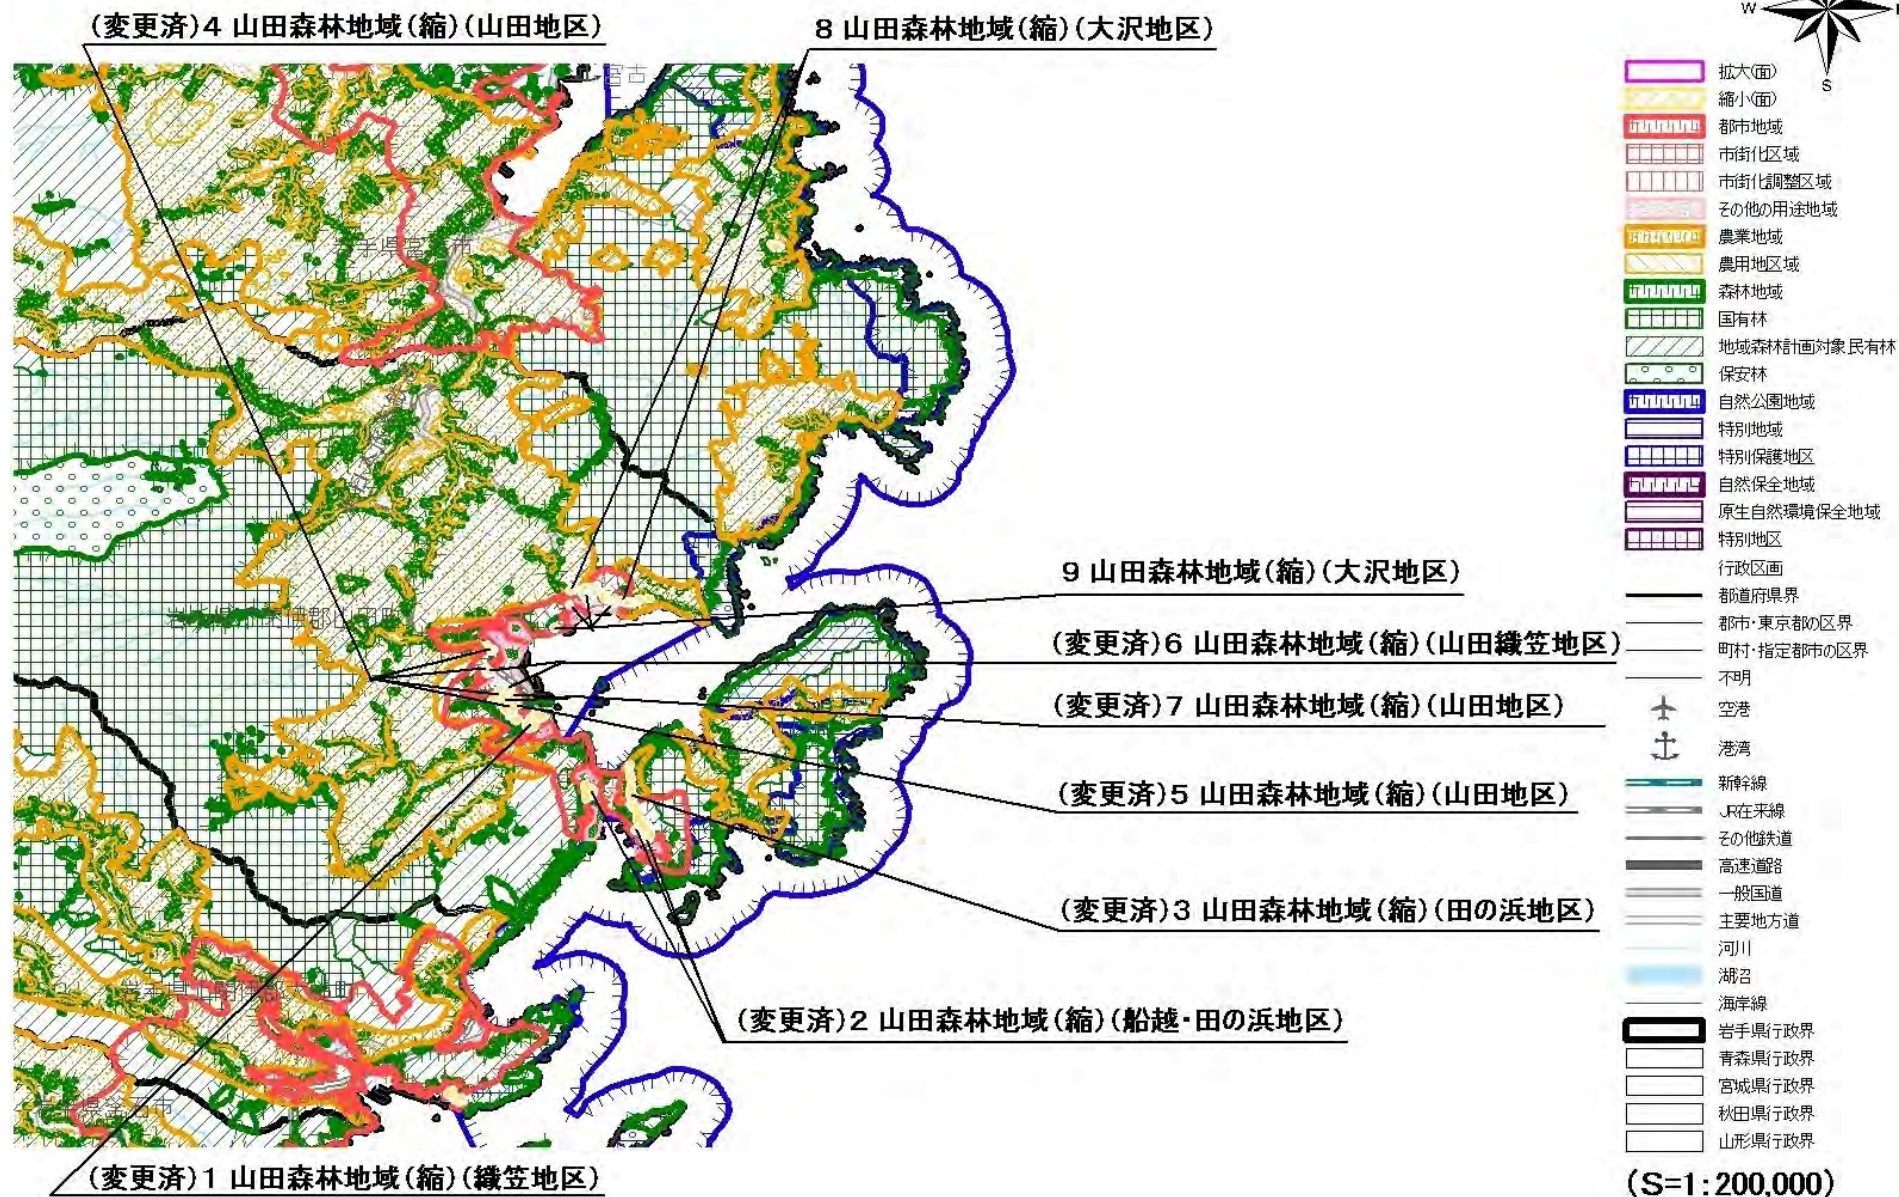 (変更済)4 山田森林地域(縮)(山田地区)
8 山田森林地域(縮)(大沢地区)
9 山田森林地域(縮)(大沢地区)
(変更済)6 山田森林地域(縮)(山田織笠地区)
(変更済)7 山田森林地域(縮)(山田地区)
(変更済)5 山田森林地域(縮)(山田地区)
(変更済)3 山田森林地域(縮)(田の浜地区)
(変更済)2 山田森林地域(縮)(船越・田の浜地区)
(変更済)1 山田森林地域(縮)(織笠地区)
宮古
W
S
拡大(面)
縮小(面)
都市地域
市街化区域
市街化調整区域
その他の用途地域
農業地域
農用地区域
森林地域
国有林
地域森林計画対象民有林
保安林
自然公園地域
特別地域
特別保護地区
自然保全地域
原生自然環境保全地域
特別地区
行政区画
都道府県界
都市・東京都の区界
町村・指定都市の区界
不明
空港
港湾
新幹線
JR在来線
その他鉄道
高速道路
一般国道
主要地方道
河川
湖沼
海岸線
岩手県行政界
青森県行政界
宮城県行政界
秋田県行政界
山形県行政界
(S=1:200,000)